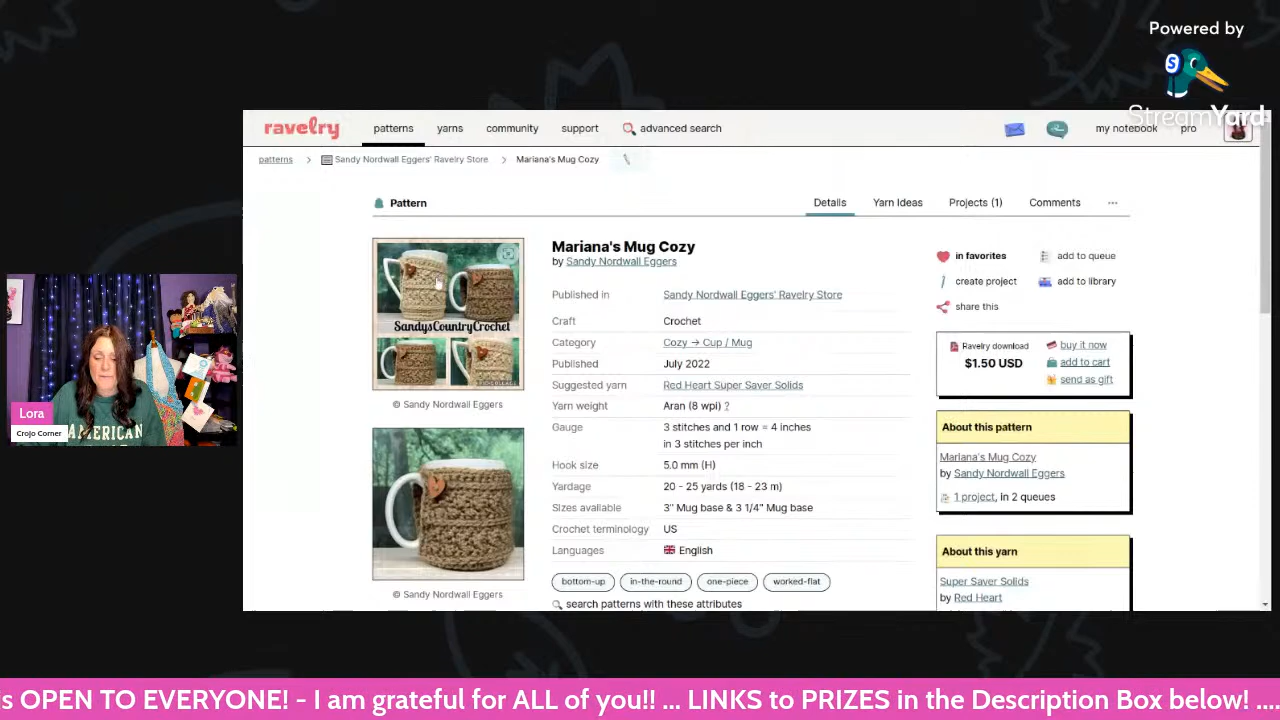 Powered by
StreamYard
ravelry
patterns yarns community support advanced search my notebook pro
patterns Sandy Nordwall Eggers' Ravelry Store Mariana's Mug Cozy
Pattern
Details Yarn Ideas Projects (1) Comments ...
SandysCountryCrochet
© Sandy Nordwall Eggers
© Sandy Nordwall Eggers
Mariana's Mug Cozy
by Sandy Nordwall Eggers
Published in Sandy Nordwall Eggers' Ravelry Store
Craft Crochet
Category Cozy → Cup / Mug
Published July 2022
Suggested yarn Red Heart Super Saver Solids
Yarn weight Aran (8 wpi) ?
Gauge 3 stitches and 1 row = 4 inches
in 3 stitches per inch
Hook size 5.0 mm (H)
Yardage 20 - 25 yards (18 - 23 m)
Sizes available 3" Mug base & 3 1/4" Mug base
Crochet terminology US
Languages English
bottom-up in-the-round one-piece worked-flat
search patterns with these attributes
in favorites add to queue
create project add to library
share this
Ravelry download
$1.50 USD
buy it now
add to cart
send as gift
About this pattern
Mariana's Mug Cozy
by Sandy Nordwall Eggers
1 project, in 2 queues
About this yarn
Super Saver Solids
by Red Heart
Lora
Crojo Corner
AMERICAN
's OPEN TO EVERYONE! - I am grateful for ALL of you!! ... LINKS to PRIZES in the Description Box below! ....